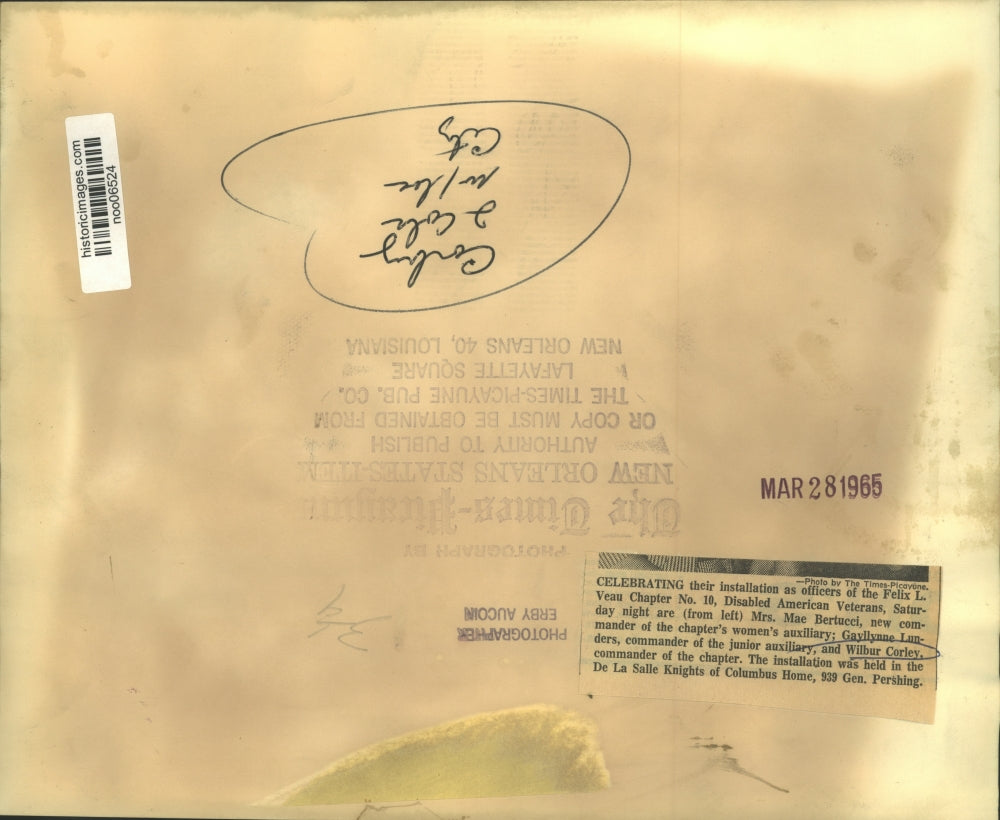 historicimages.com
noo06524
Corley
2 Colz
City
PHOTOGRAPH BY
The Times-Picayune
NEW ORLEANS STATES-ITEM
AUTHORITY TO PUBLISH
OR COPY MUST BE OBTAINED FROM
THE TIMES-PICAYUNE PUB. CO.
LAFAYETTE SQUARE
NEW ORLEANS 40, LOUISIANA
PHOTOGRAPHER
ERBY AUCOIN
MAR 28 1965
—Photo by The Times-Picayune.
CELEBRATING their installation as officers of the Felix L.
Veau Chapter No. 10, Disabled American Veterans, Satur-
day night are (from left) Mrs. Mae Bertucci, new com-
mander of the chapter's women's auxiliary; Gayllynne Lun-
ders, commander of the junior auxiliary, and Wilbur Corley,
commander of the chapter. The installation was held in the
De La Salle Knights of Columbus Home, 939 Gen. Pershing.